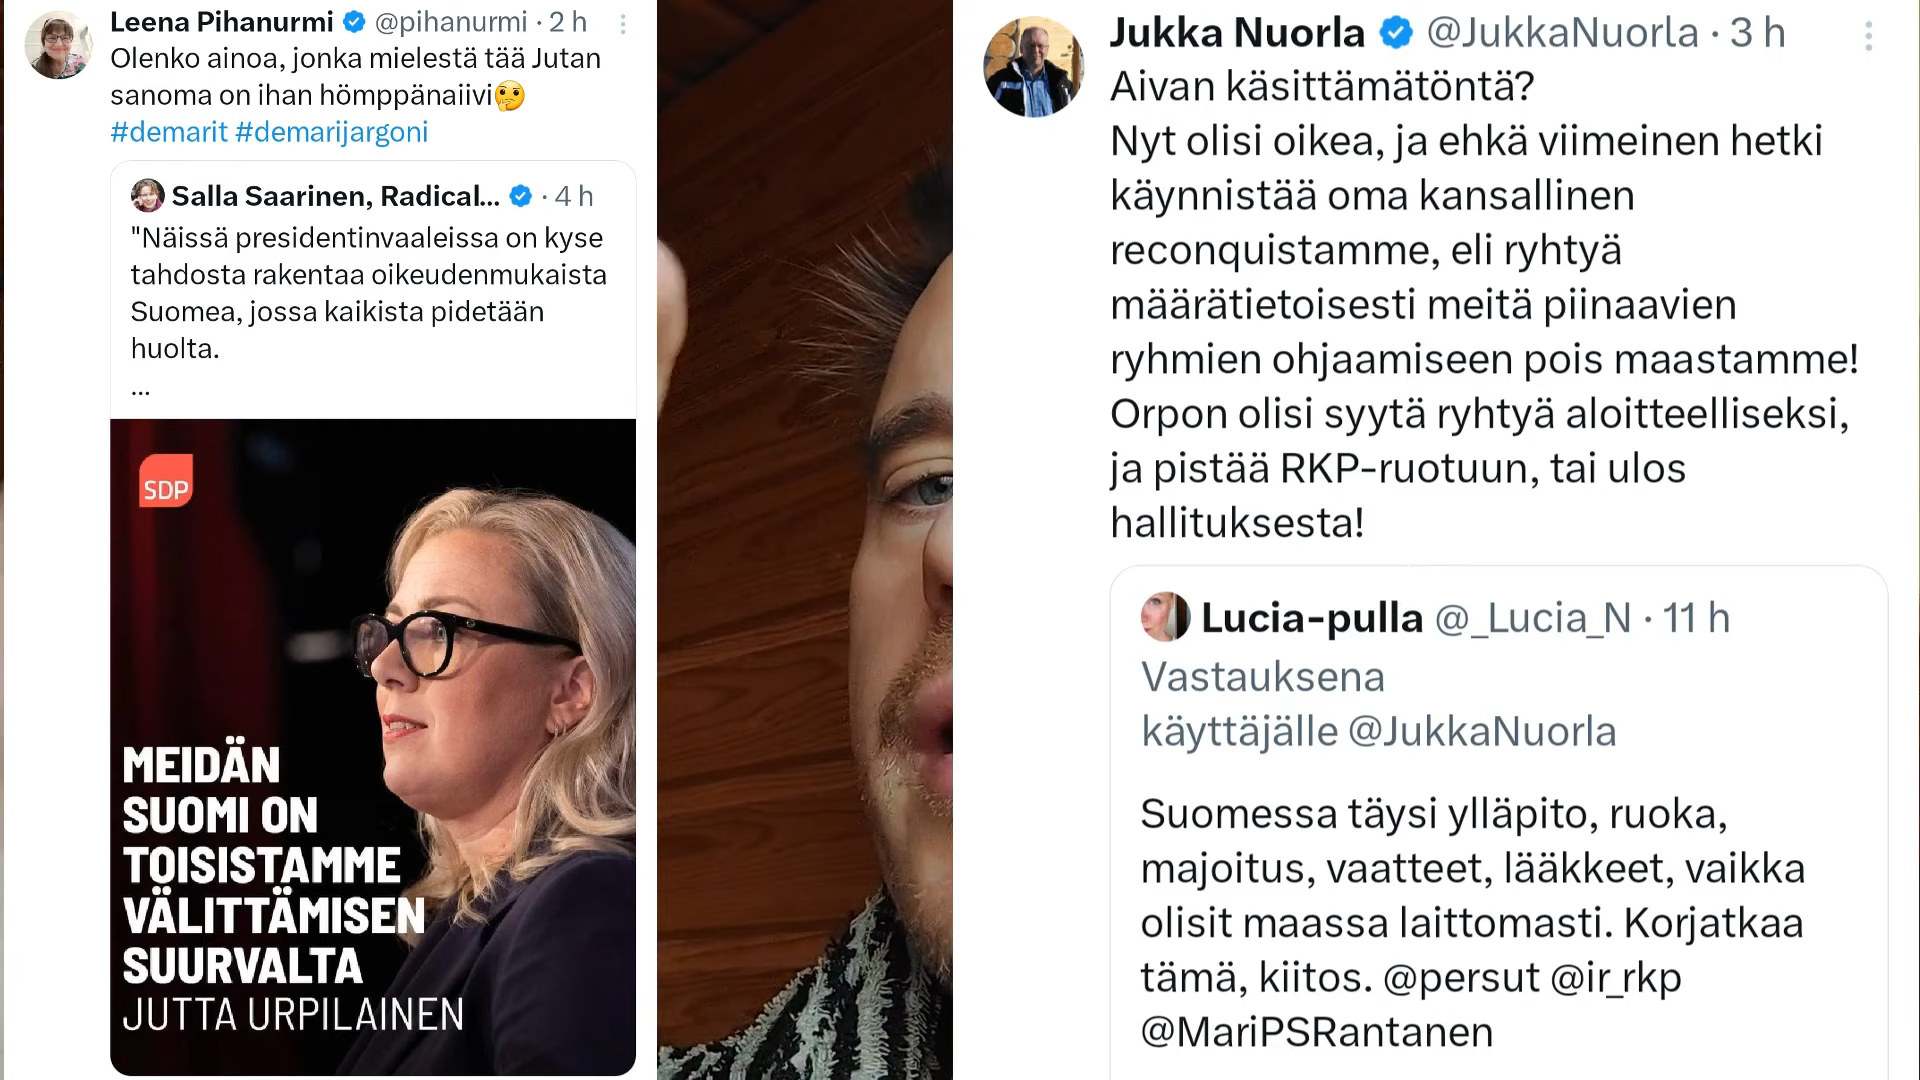 Leena Pihanurmi @pihanurmi · 2 h
Olenko ainoa, jonka mielestä tää Jutan
sanoma on ihan hömppänaiivi🤔
#demarit #demarijargoni
Salla Saarinen, Radical... · 4 h
"Näissä presidentinvaaleissa on kyse
tahdosta rakentaa oikeudenmukaista
Suomea, jossa kaikista pidetään
huolta.
...
SDP
MEIDÄN
SUOMI ON
TOISISTAMME
VÄLITTÄMISEN
SUURVALTA
JUTTA URPILAINEN
Jukka Nuorla @JukkaNuorla · 3 h
Aivan käsittämätöntä?
Nyt olisi oikea, ja ehkä viimeinen hetki
käynnistää oma kansallinen
reconquistamme, eli ryhtyä
määrätietoisesti meitä piinaavien
ryhmien ohjaamiseen pois maastamme!
Orpon olisi syytä ryhtyä aloitteelliseksi,
ja pistää RKP-ruotuun, tai ulos
hallituksesta!
Lucia-pulla @_Lucia_N · 11 h
Vastauksena
käyttäjälle @JukkaNuorla
Suomessa täysi ylläpito, ruoka,
majoitus, vaatteet, lääkkeet, vaikka
olisit maassa laittomasti. Korjatkaa
tämä, kiitos. @persut @ir_rkp
@MariPSRantanen